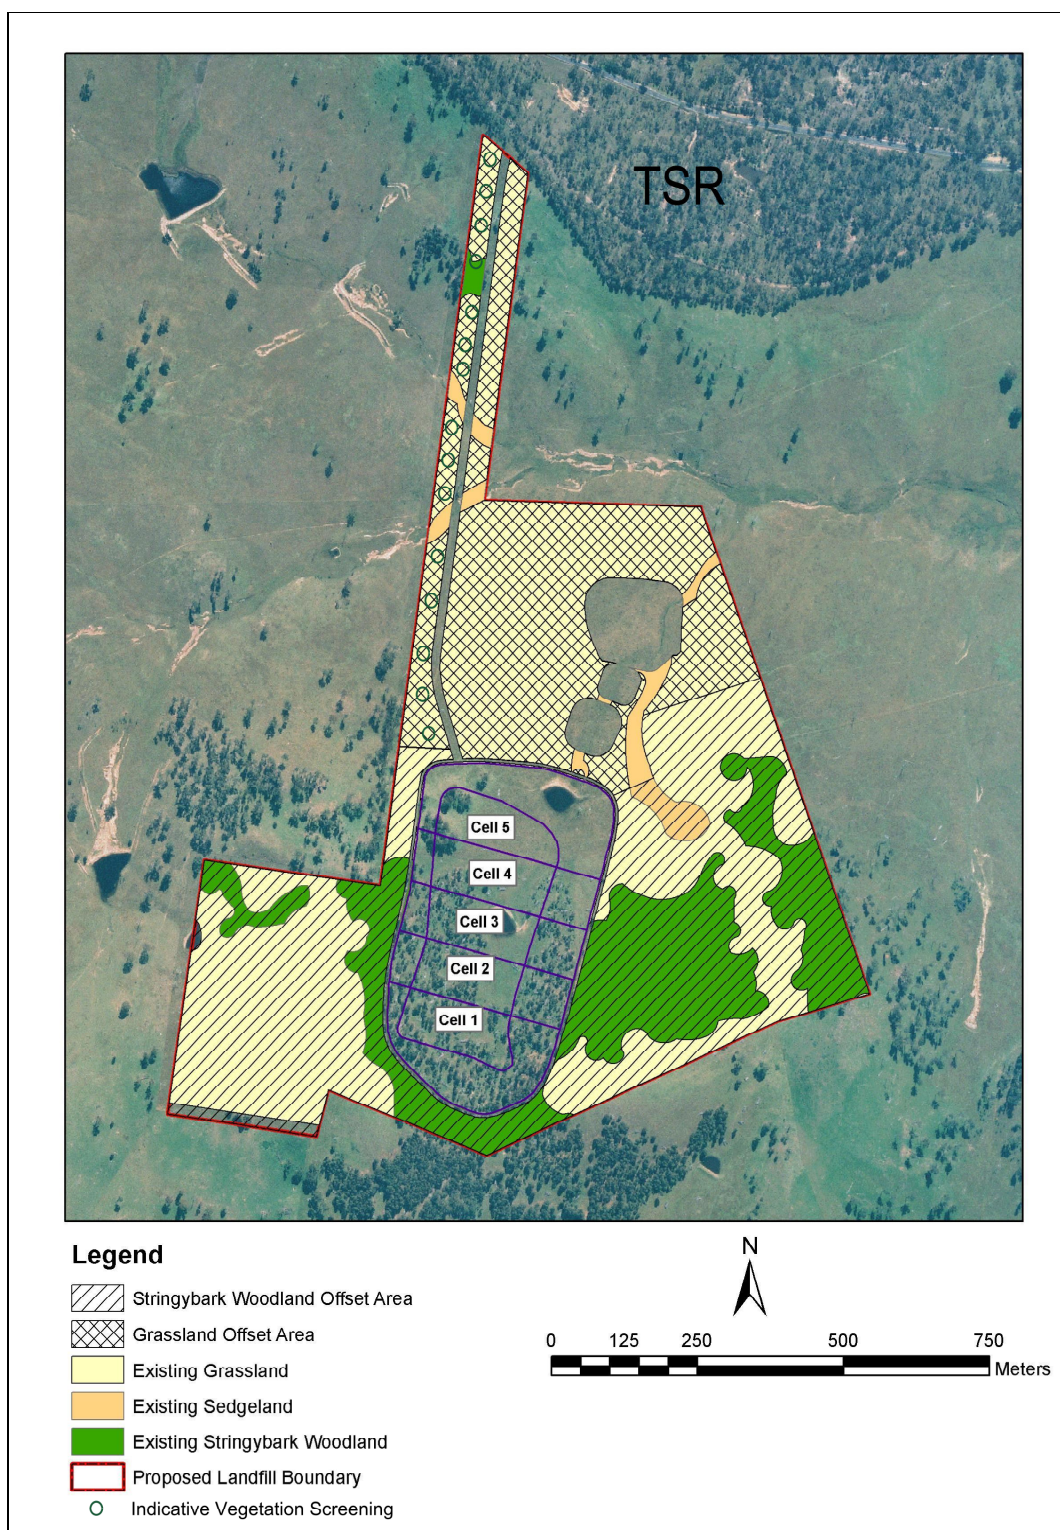 TSR
Cell 5
Cell 4
Cell 3
Cell 2
Cell 1
Legend
Stringybark Woodland Offset Area
Grassland Offset Area
Existing Grassland
Existing Sedgeland
Existing Stringybark Woodland
Proposed Landfill Boundary
Indicative Vegetation Screening
N
0 125 250 500 750
Meters